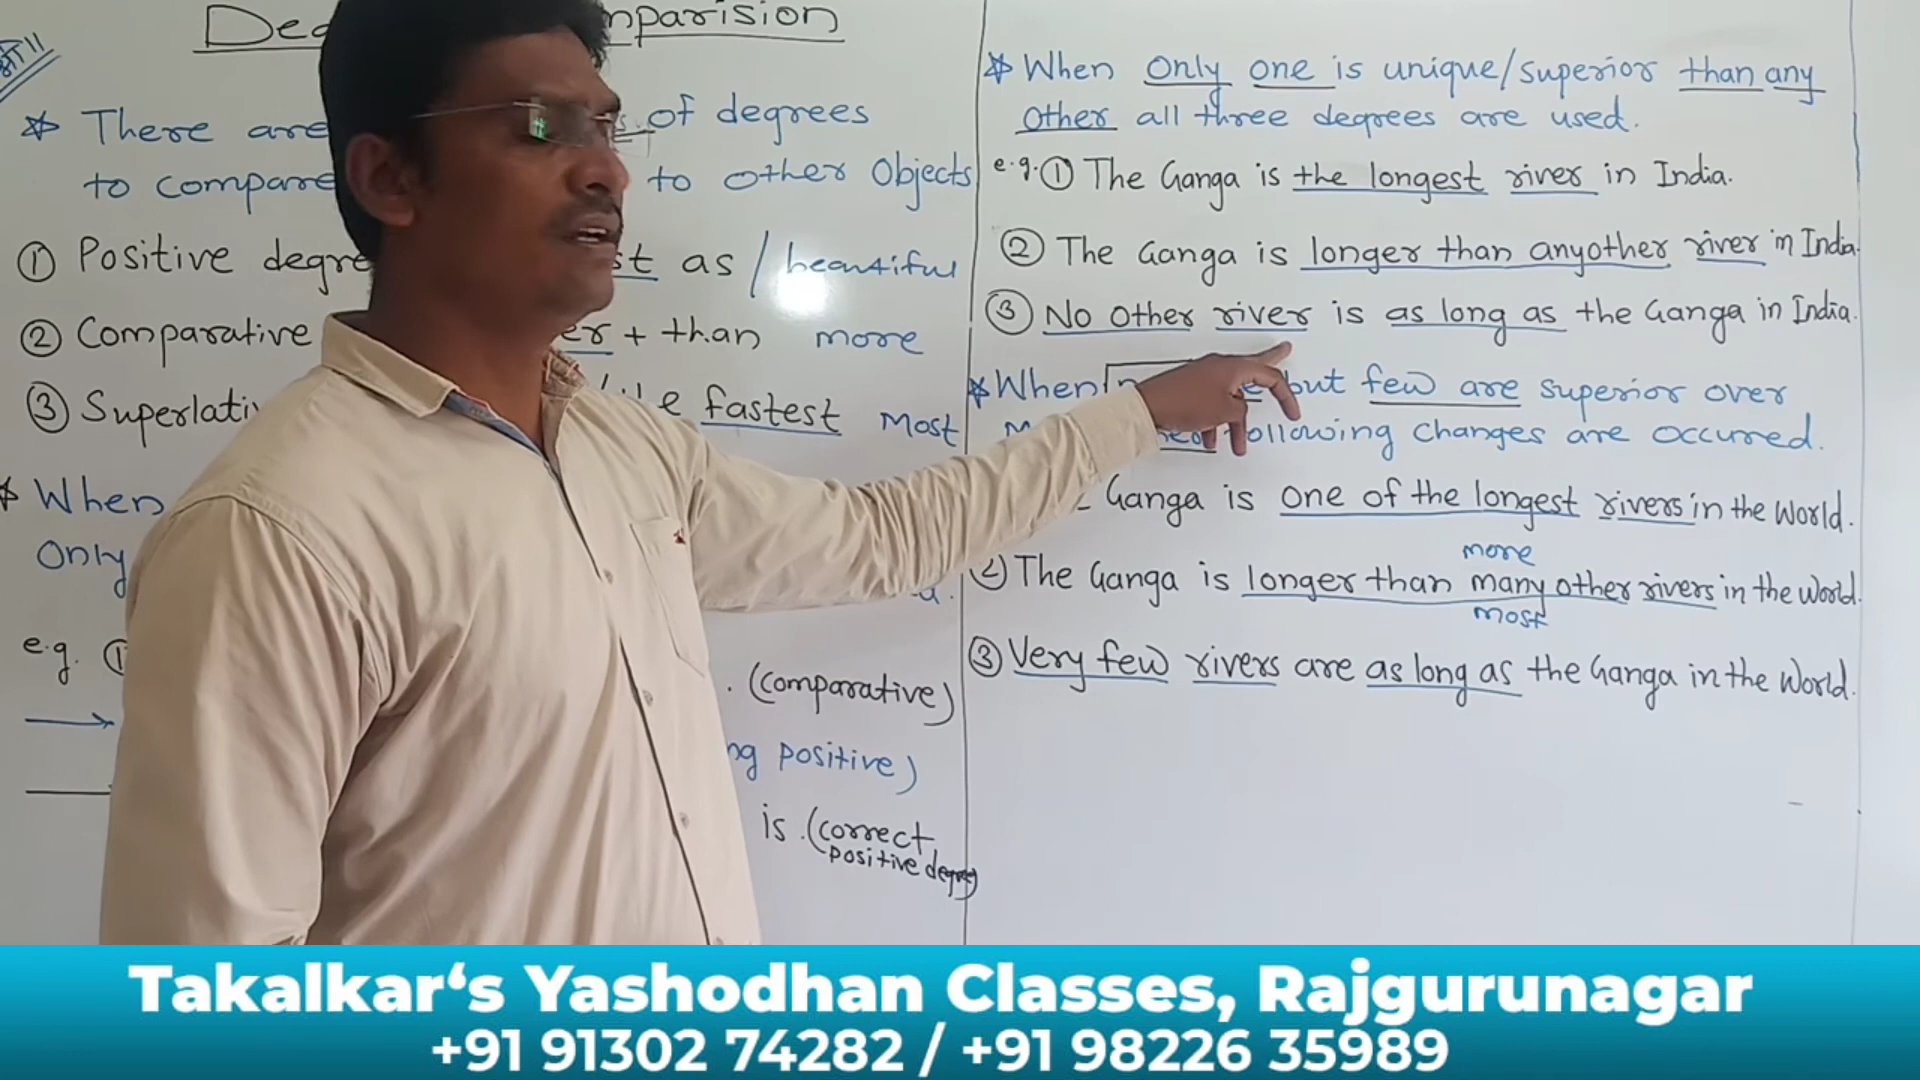 mparision
There are of degrees
to compare to other Objects
① Positive degre st as / beautiful
② Comparative er + than more
③ Superlati the fastest Most
When
Only
e.g. ①
. (comparative)
ng positive)
is . (correct
positive degree)
When Only one is unique/superior than any
Other all three degrees are used.
e.g. ① The Ganga is the longest river in India.
② The Ganga is longer than anyother river in India.
③ No Other river is as long as the Ganga in India.
When but few are superior over
following changes are occurred.
Ganga is One of the longest rivers in the World.
more
② The Ganga is longer than many other rivers in the World.
most
③ Very few rivers are as long as the Ganga in the World.
Takalkar‘s Yashodhan Classes, Rajgurunagar
+91 91302 74282 / +91 98226 35989